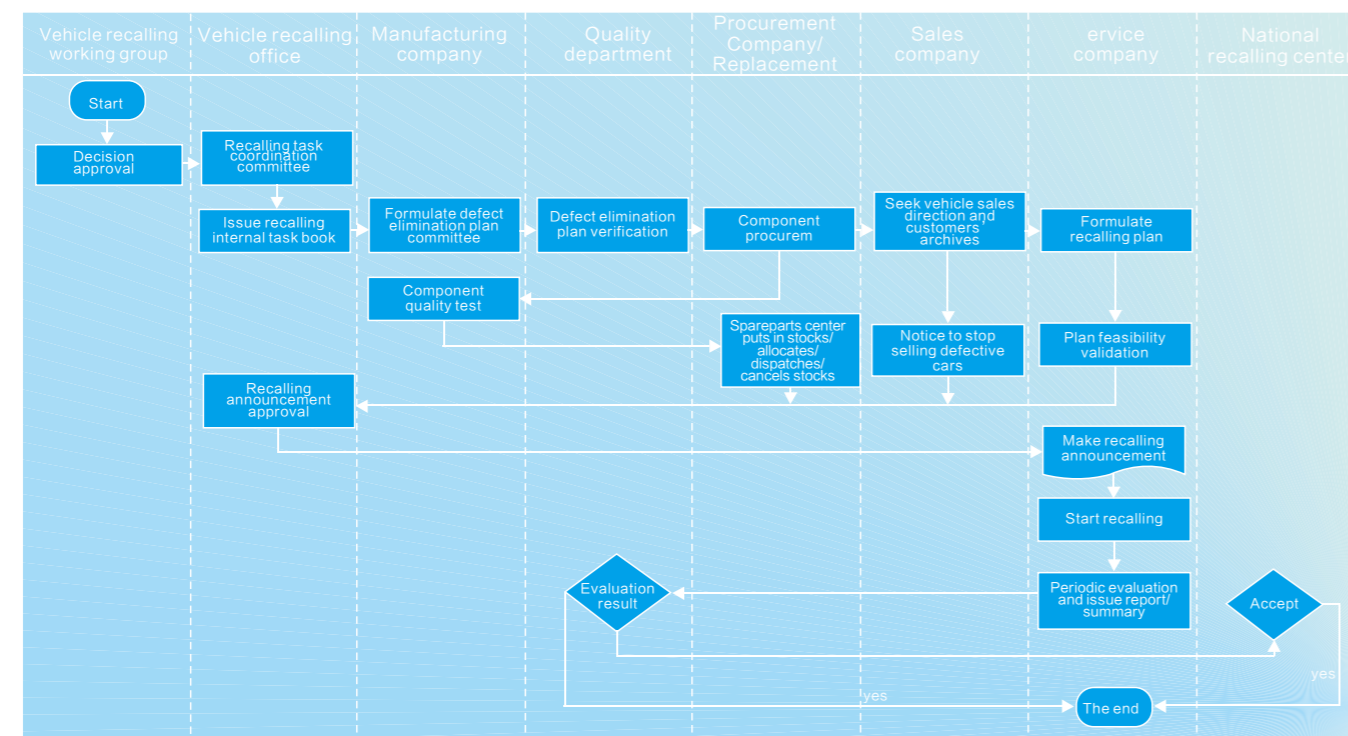 Vehicle recalling
working group
Vehicle recalling
office
Manufacturing
company
Quality
department
Procurement
Company/
Replacement
Sales
company
ervice
company
National
recalling center
Start
Decision
approval
Recalling task
coordination
committee
Issue recalling
internal task book
Formulate defect
elimination plan
committee
Defect elimination
plan verification
Component
procurem
Seek vehicle sales
direction and
customers'
archives
Formulate
recalling plan
Component
quality test
Spareparts center
puts in stocks/
allocates/
dispatches/
cancels stocks
Notice to stop
selling defective
cars
Plan feasibility
validation
Recalling
announcement
approval
Make recalling
announcement
Start recalling
Periodic evaluation
and issue report/
summary
Evaluation
result
Accept
yes
yes
The end